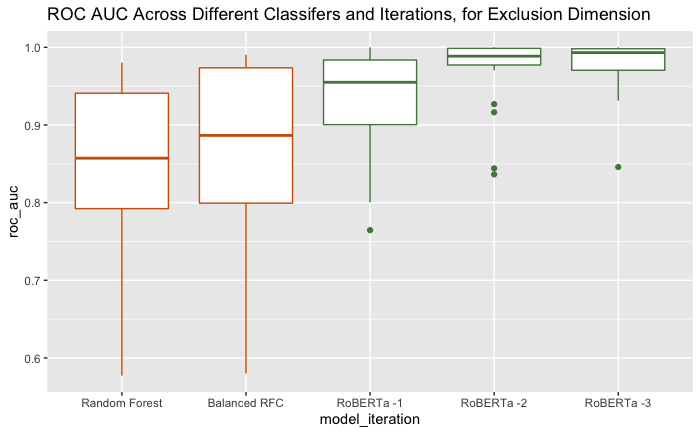 ROC AUC Across Different Classifers and Iterations, for Exclusion Dimension
1.0
0.9
0.8
0.7
0.6
roc_auc
Random Forest
Balanced RFC
RoBERTa -1
RoBERTa -2
RoBERTa -3
model_iteration